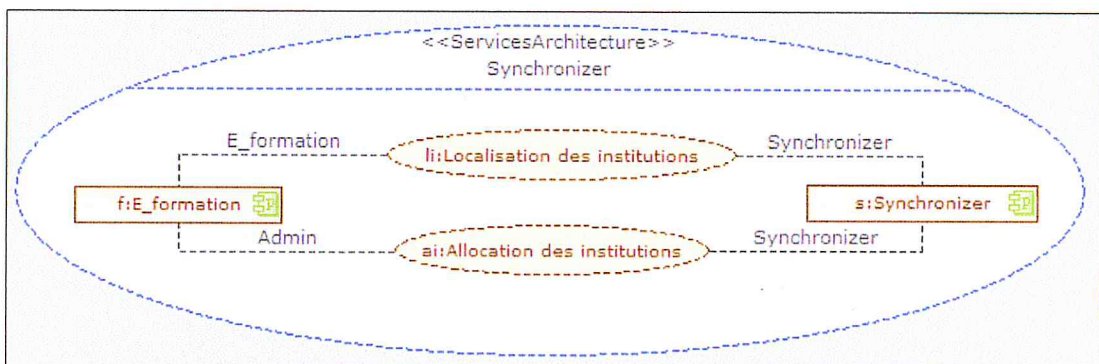 <<ServicesArchitecture>>
Synchronizer
E_formation
li:Localisation des institutions
Synchronizer
f:E_formation
s:Synchronizer
Admin
ai:Allocation des institutions
Synchronizer